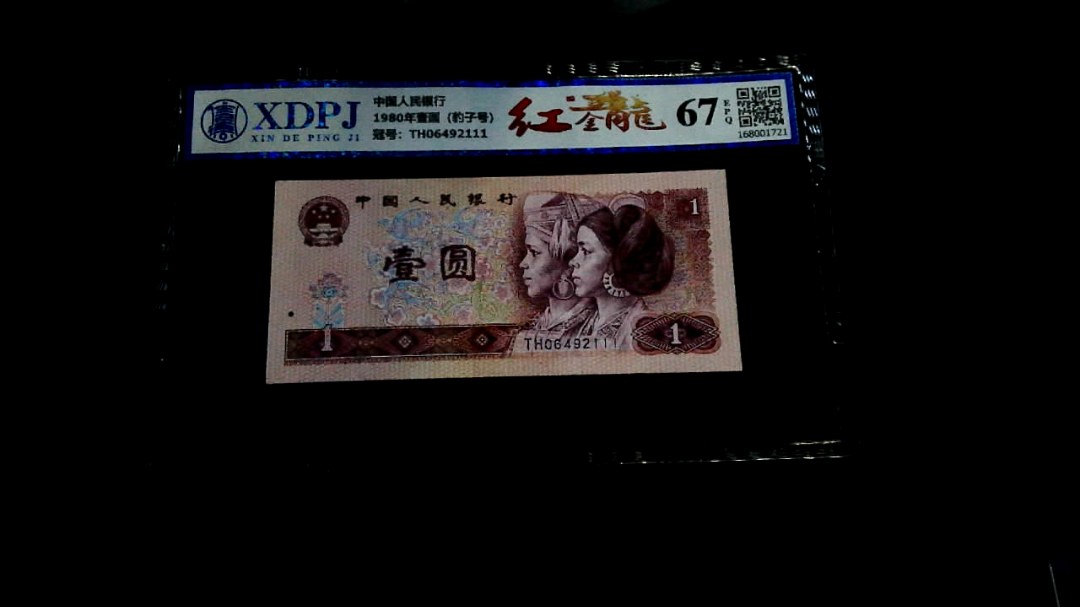 XDPJ
XIN DE PING JI
中国人民银行
1980年壹圆（豹子号）
冠号：TH06492111
红金龍
67
EPQ
168001721
中国人民银行
壹圆
1
1
TH06492111
1